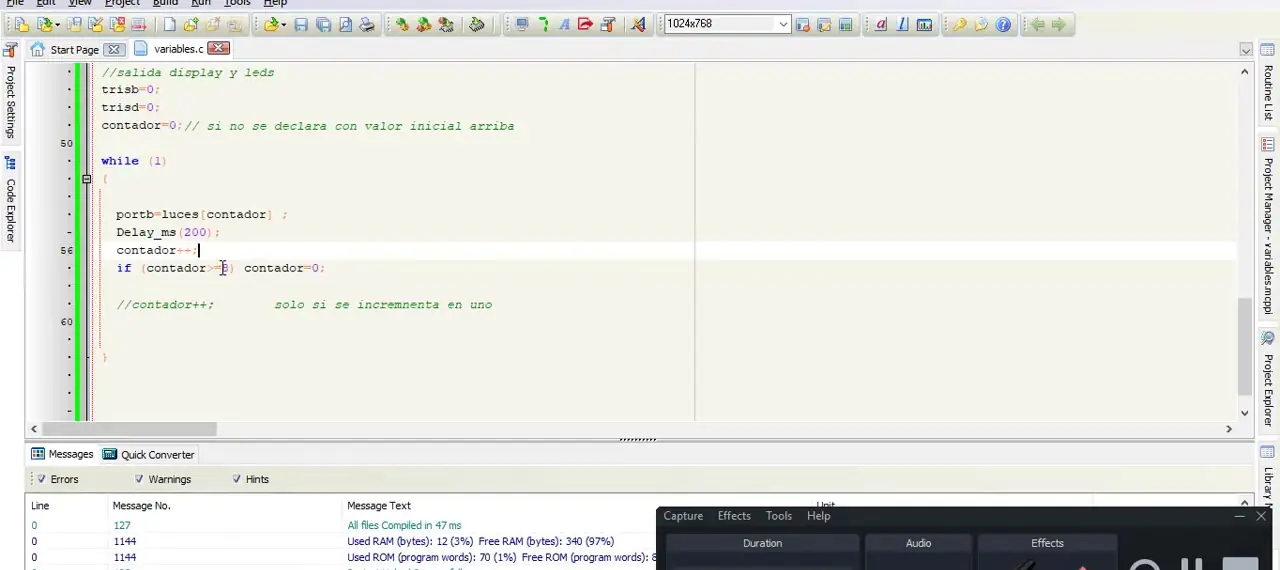 File Edit View Project Build Run Tools Help
1024x768
Start Page variables.c
Project Settings
Code Explorer
//salida display y leds
trisb=0;
trisd=0;
contador=0;// si no se declara con valor inicial arriba
50
while (1)
{
portb=luces[contador] ;
Delay_ms(200);
56 contador++;
if (contador>=8) contador=0;
//contador++; solo si se incremnenta en uno
60
}
Routine List
Project Manager - variables.mcppi
Project Explorer
Messages Quick Converter
Errors Warnings Hints
Line Message No. Message Text Unit
0 127 All files Compiled in 47 ms
0 1144 Used RAM (bytes): 12 (3%) Free RAM (bytes): 340 (97%)
0 1144 Used ROM (program words): 70 (1%) Free ROM (program words): 8
Capture Effects Tools Help
Duration Audio Effects